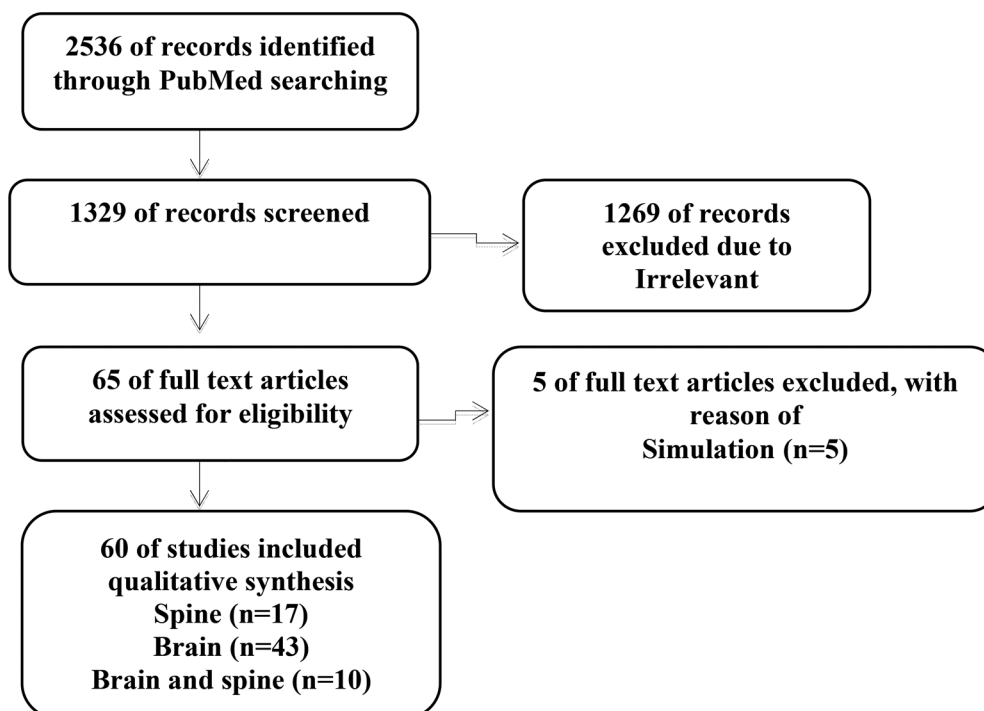 2536 of records identified
through PubMed searching
1329 of records screened
1269 of records
excluded due to
Irrelevant
65 of full text articles
assessed for eligibility
5 of full text articles excluded, with
reason of
Simulation (n=5)
60 of studies included
qualitative synthesis
Spine (n=17)
Brain (n=43)
Brain and spine (n=10)